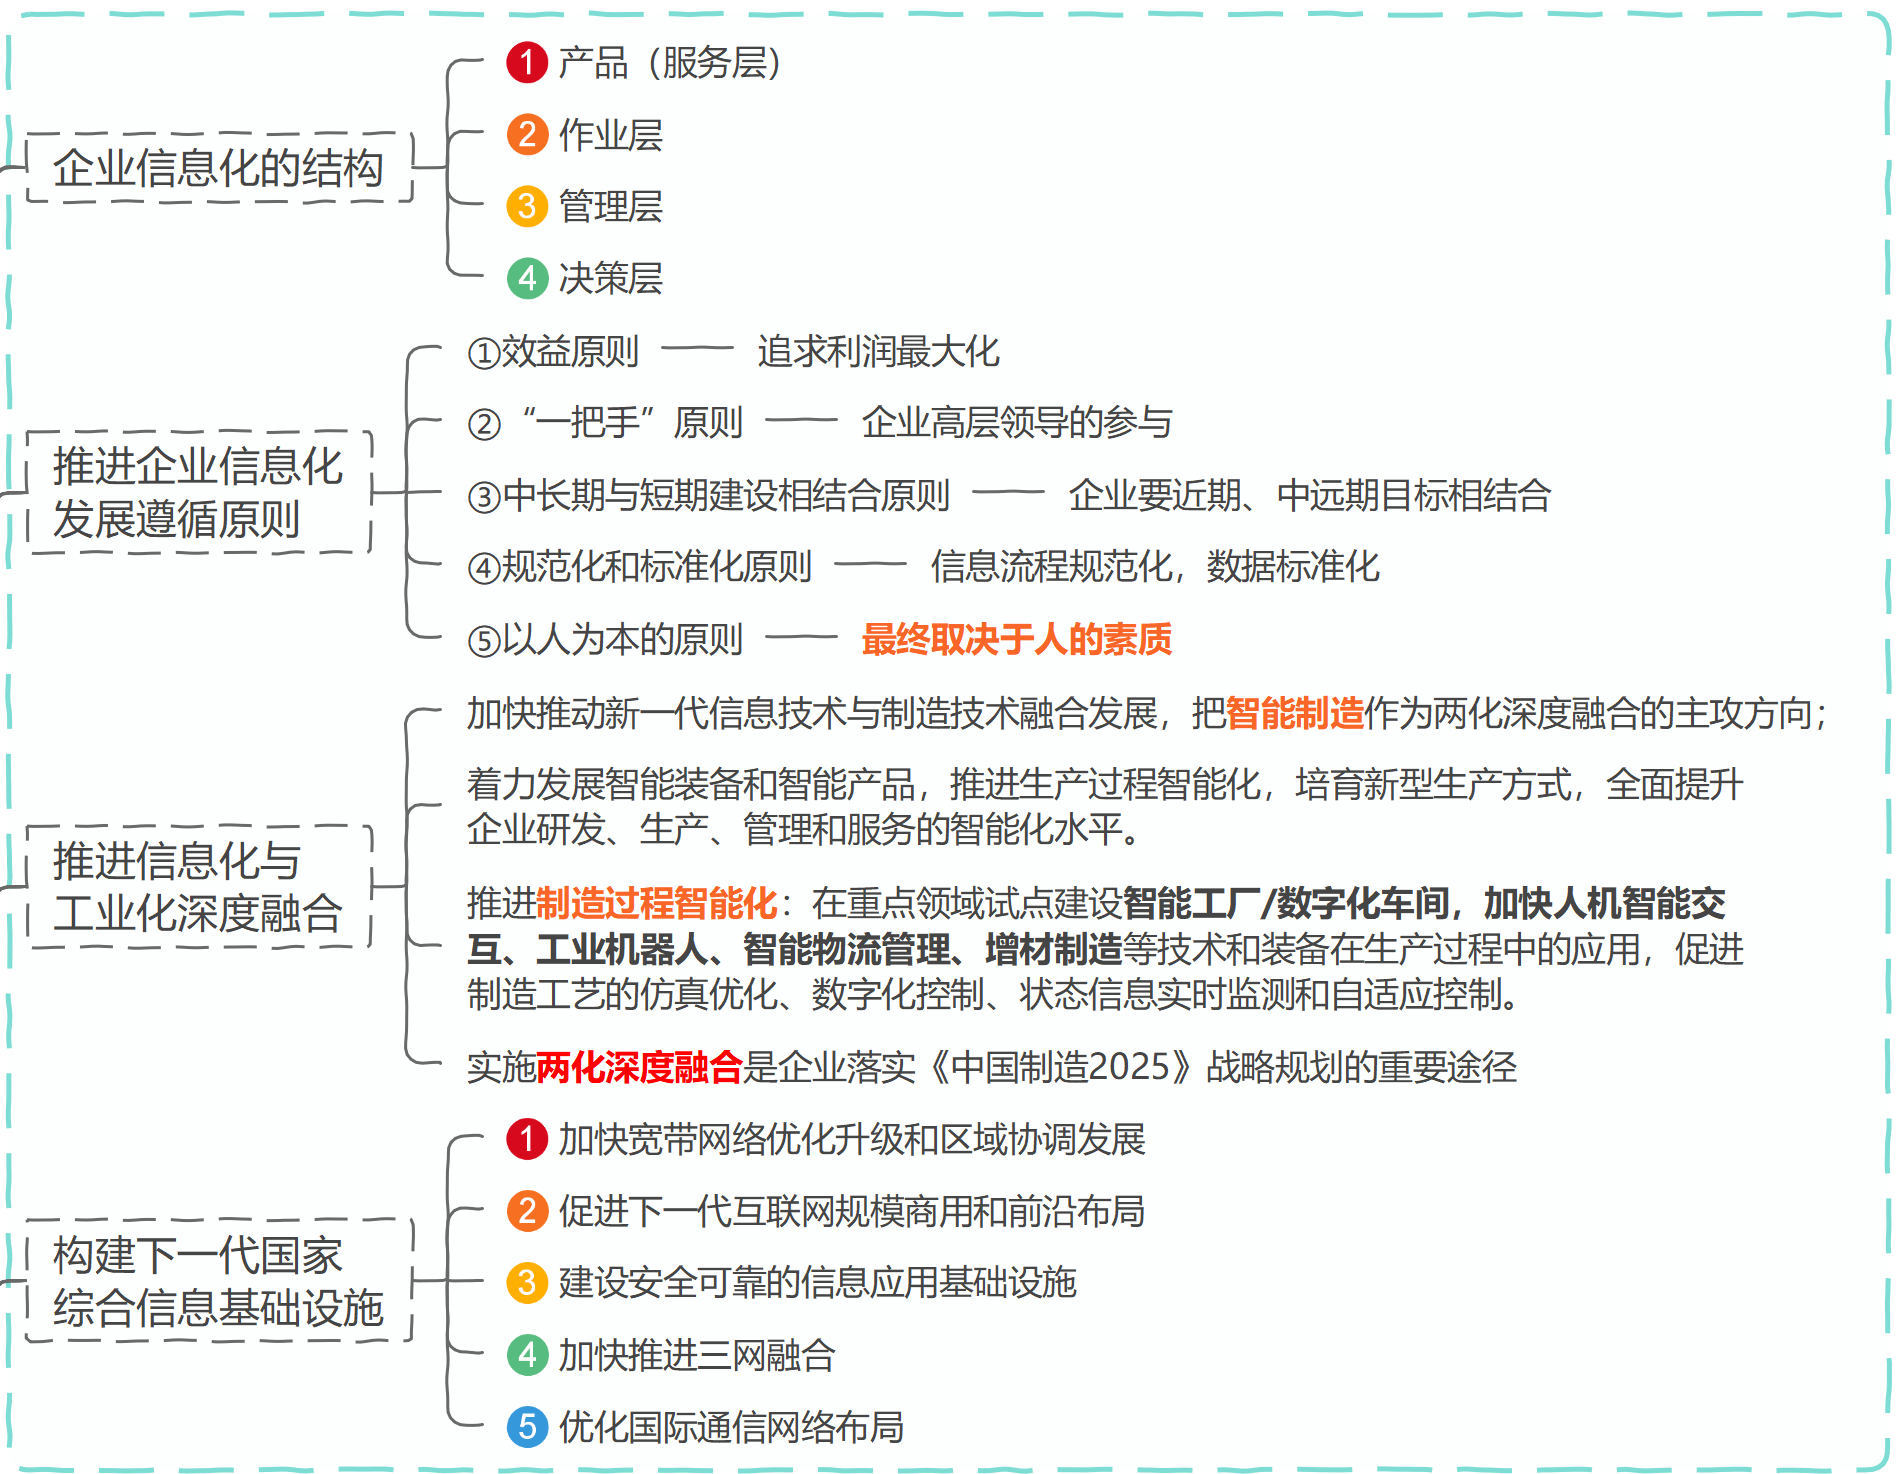 企业信息化的结构
1 产品（服务层）
2 作业层
3 管理层
4 决策层
推进企业信息化
发展遵循原则
①效益原则 追求利润最大化
②“一把手”原则 企业高层领导的参与
③中长期与短期建设相结合原则 企业要近期、中远期目标相结合
④规范化和标准化原则 信息流程规范化，数据标准化
⑤以人为本的原则 最终取决于人的素质
推进信息化与
工业化深度融合
加快推动新一代信息技术与制造技术融合发展，把智能制造作为两化深度融合的主攻方向；
着力发展智能装备和智能产品，推进生产过程智能化，培育新型生产方式，全面提升
企业研发、生产、管理和服务的智能化水平。
推进制造过程智能化：在重点领域试点建设智能工厂/数字化车间，加快人机智能交
互、工业机器人、智能物流管理、增材制造等技术和装备在生产过程中的应用，促进
制造工艺的仿真优化、数字化控制、状态信息实时监测和自适应控制。
实施两化深度融合是企业落实《中国制造2025》战略规划的重要途径
构建下一代国家
综合信息基础设施
1 加快宽带网络优化升级和区域协调发展
2 促进下一代互联网规模商用和前沿布局
3 建设安全可靠的信息应用基础设施
4 加快推进三网融合
5 优化国际通信网络布局